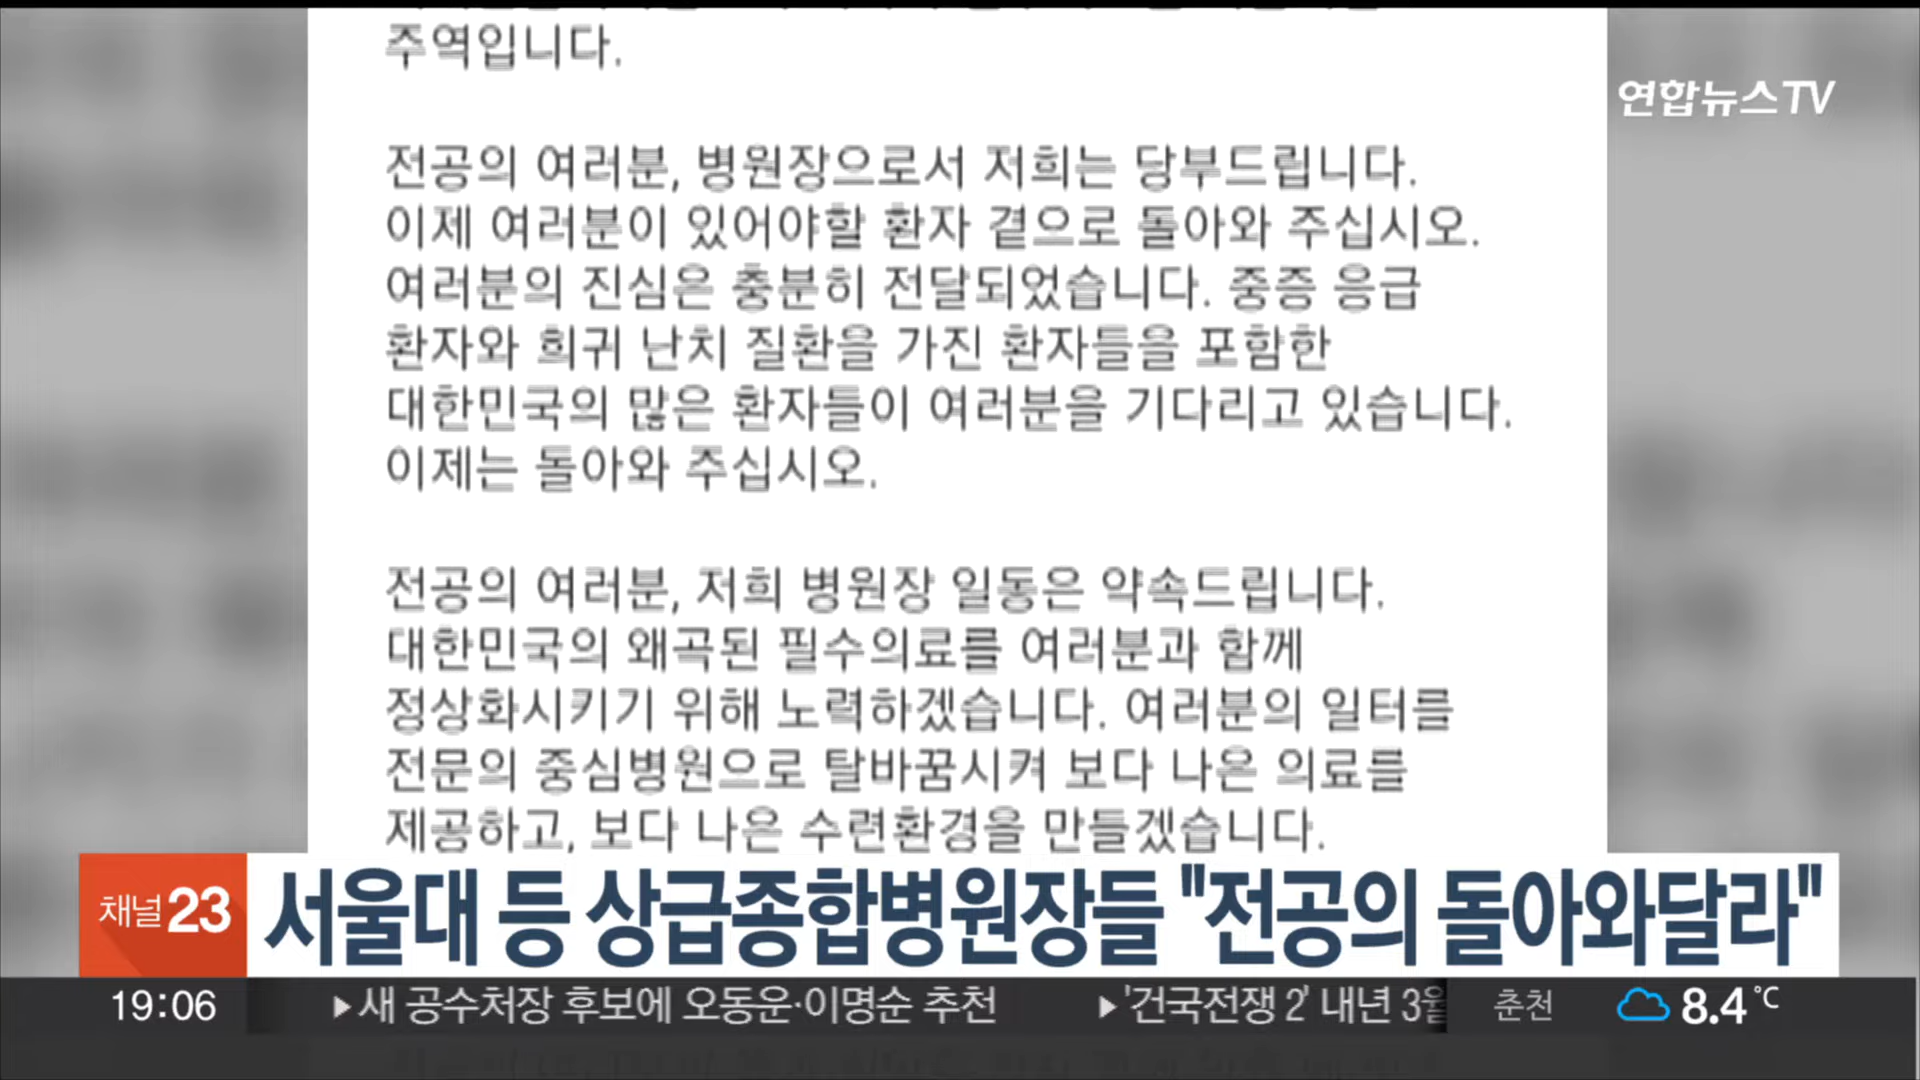 주역입니다.
연합뉴스TV
전공의 여러분, 병원장으로서 저희는 당부드립니다.
이제 여러분이 있어야할 환자 곁으로 돌아와 주십시오.
여러분의 진심은 충분히 전달되었습니다. 중증 응급
환자와 희귀 난치 질환을 가진 환자들을 포함한
대한민국의 많은 환자들이 여러분을 기다리고 있습니다.
이제는 돌아와 주십시오.
전공의 여러분, 저희 병원장 일동은 약속드립니다.
대한민국의 왜곡된 필수의료를 여러분과 함께
정상화시키기 위해 노력하겠습니다. 여러분의 일터를
전문의 중심병원으로 탈바꿈시켜 보다 나은 의료를
제공하고, 보다 나은 수련환경을 만들겠습니다.
채널 23
서울대 등 상급종합병원장들 "전공의 돌아와달라"
19:06 ▶새 공수처장 후보에 오동운·이명순 추천 ▶'건국전쟁 2' 내년 3월 춘천 8.4℃